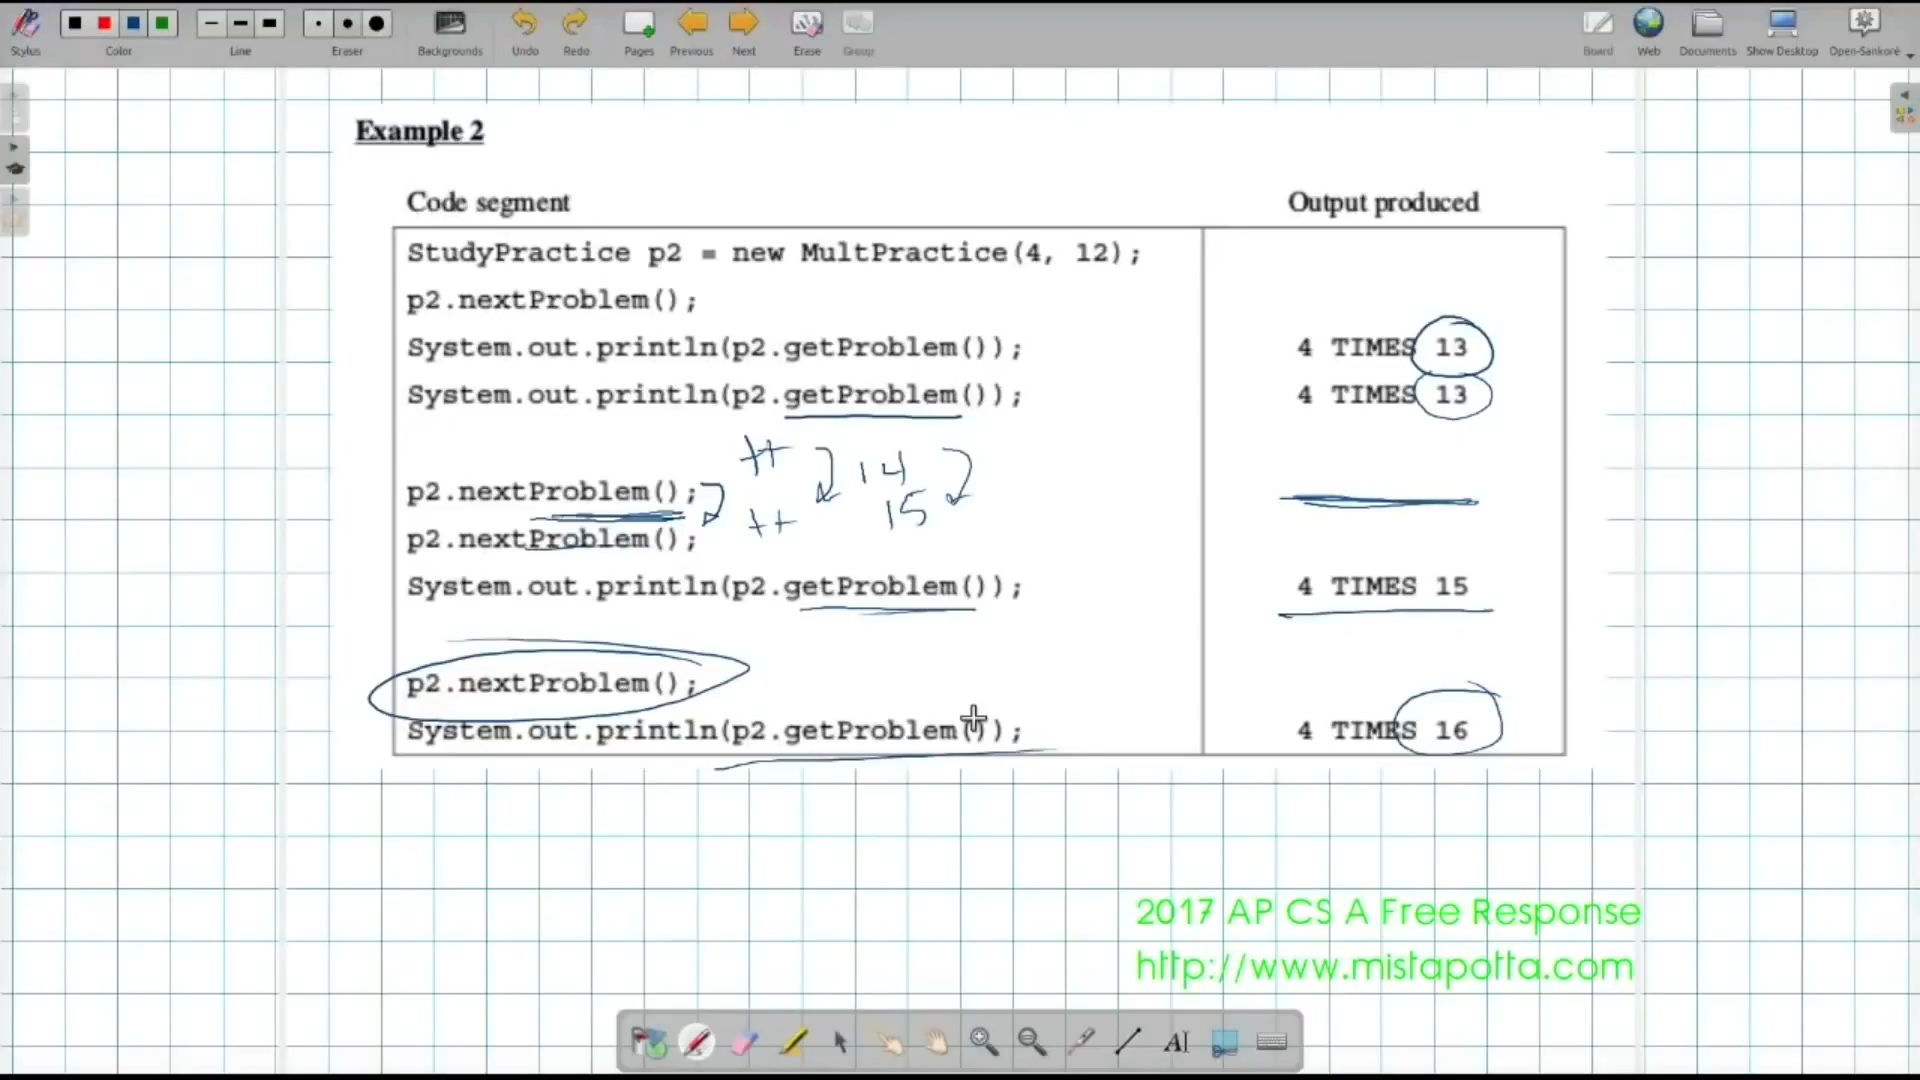 Stylus Color Line Eraser Backgrounds Undo Redo Pages Previous Next Erase Group Board Web Documents Show Desktop Open-Sankoré
Example 2
Code segment Output produced
StudyPractice p2 = new MultPractice(4, 12);
p2.nextProblem();
System.out.println(p2.getProblem()); 4 TIMES 13
System.out.println(p2.getProblem()); 4 TIMES 13
++ 14
p2.nextProblem();
++ 15
p2.nextProblem();
System.out.println(p2.getProblem()); 4 TIMES 15
p2.nextProblem();
System.out.println(p2.getProblem()); 4 TIMES 16
2017 AP CS A Free Response
http://www.mistapotta.com